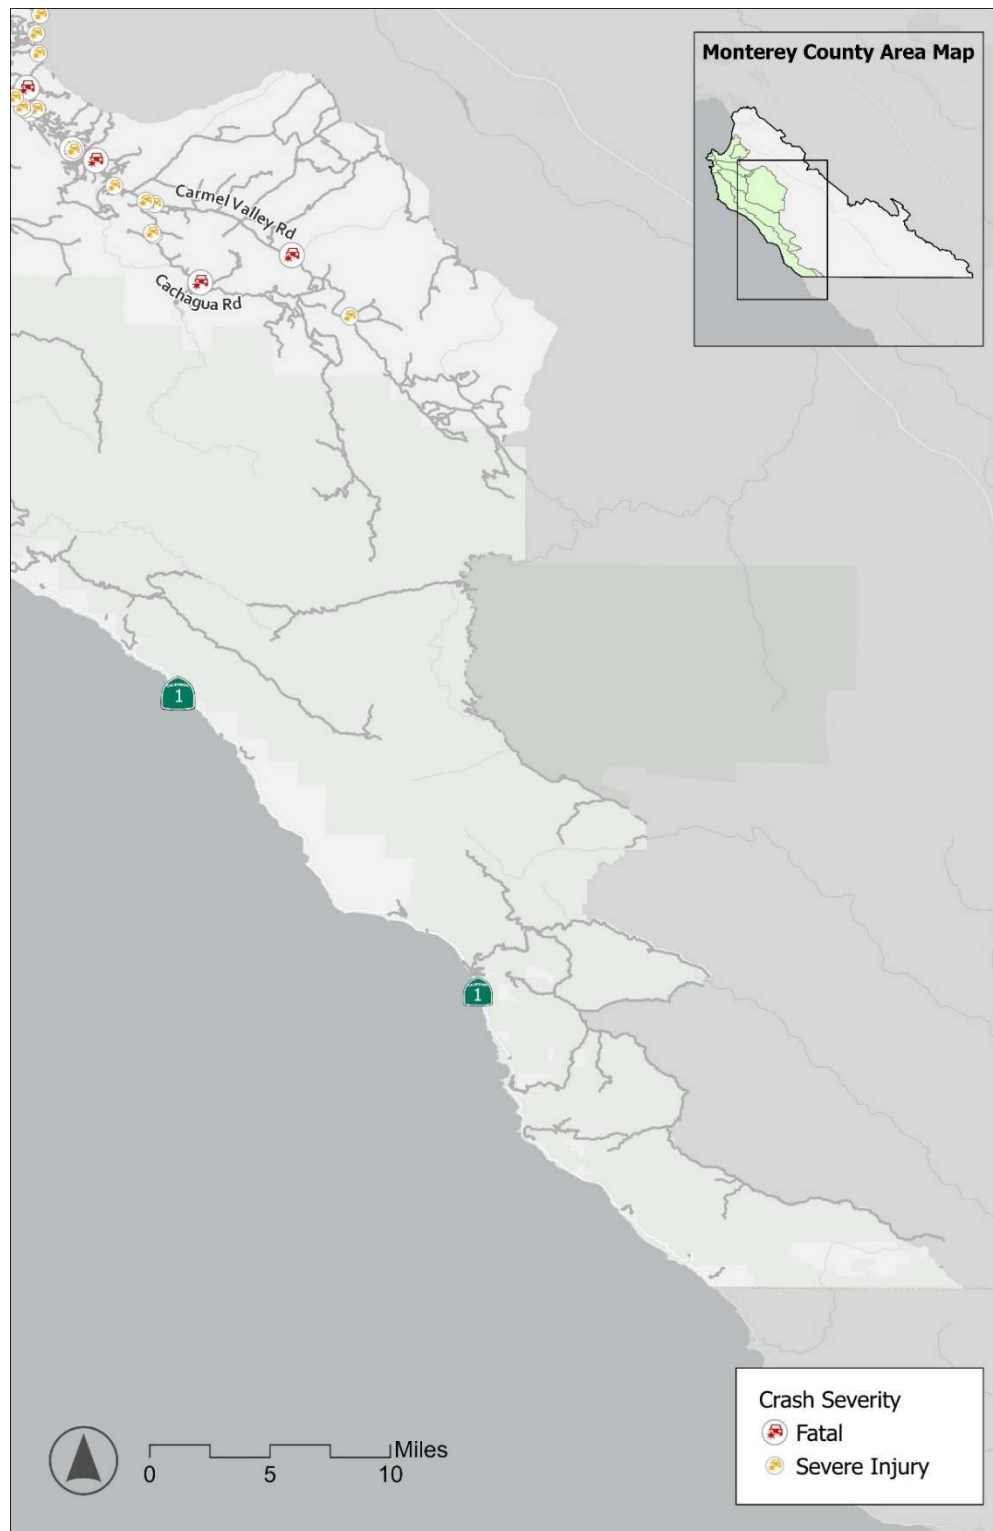 Monterey County Area Map
Carmel Valley Rd
Cachagua Rd
1
1
Crash Severity
Fatal
Severe Injury
Miles
0 5 10